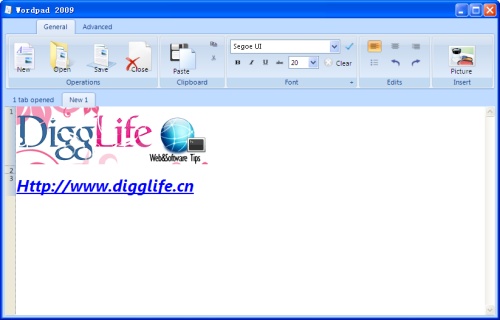 Wordpad 2009
General Advanced
New Open Save Close
Paste
Segoe UI
B I U abc 20 Clear
Picture
Operations Clipboard Font Edits Insert
1 tab opened New 1
1
DiggLife
Web&Software Tips
2
3
Http://www.digglife.cn